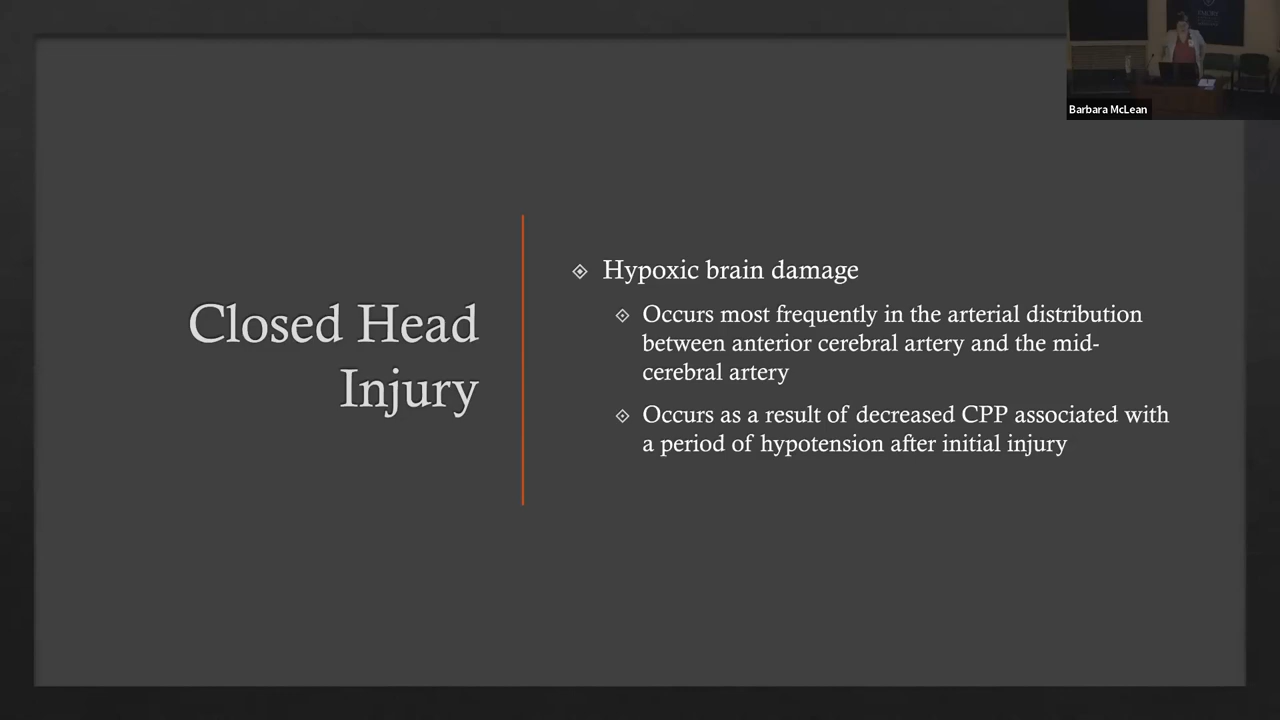 Barbara McLean
Closed Head
Injury
Hypoxic brain damage
Occurs most frequently in the arterial distribution
between anterior cerebral artery and the mid-
cerebral artery
Occurs as a result of decreased CPP associated with
a period of hypotension after initial injury